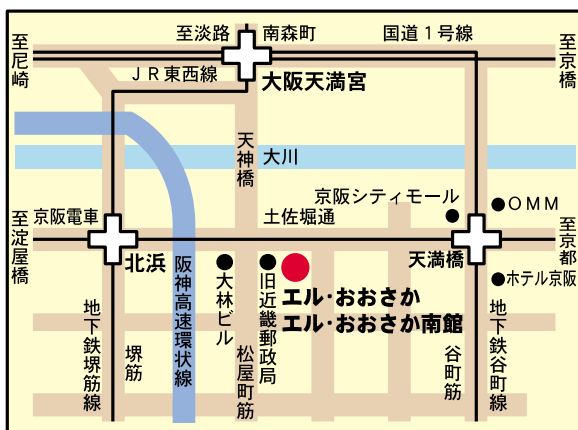 至淡路
南森町
国道1号線
至尼崎
至京橋
JR東西線
大阪天満宮
天神橋
大川
京阪シティモール
OMM
至淀屋橋
京阪電車
土佐堀通
至京都
北浜
天満橋
阪神高速環状線
大林ビル
旧近畿郵政局
ホテル京阪
エル・おおさか
エル・おおさか南館
地下鉄堺筋線
堺筋
松屋町筋
谷町筋
地下鉄谷町線